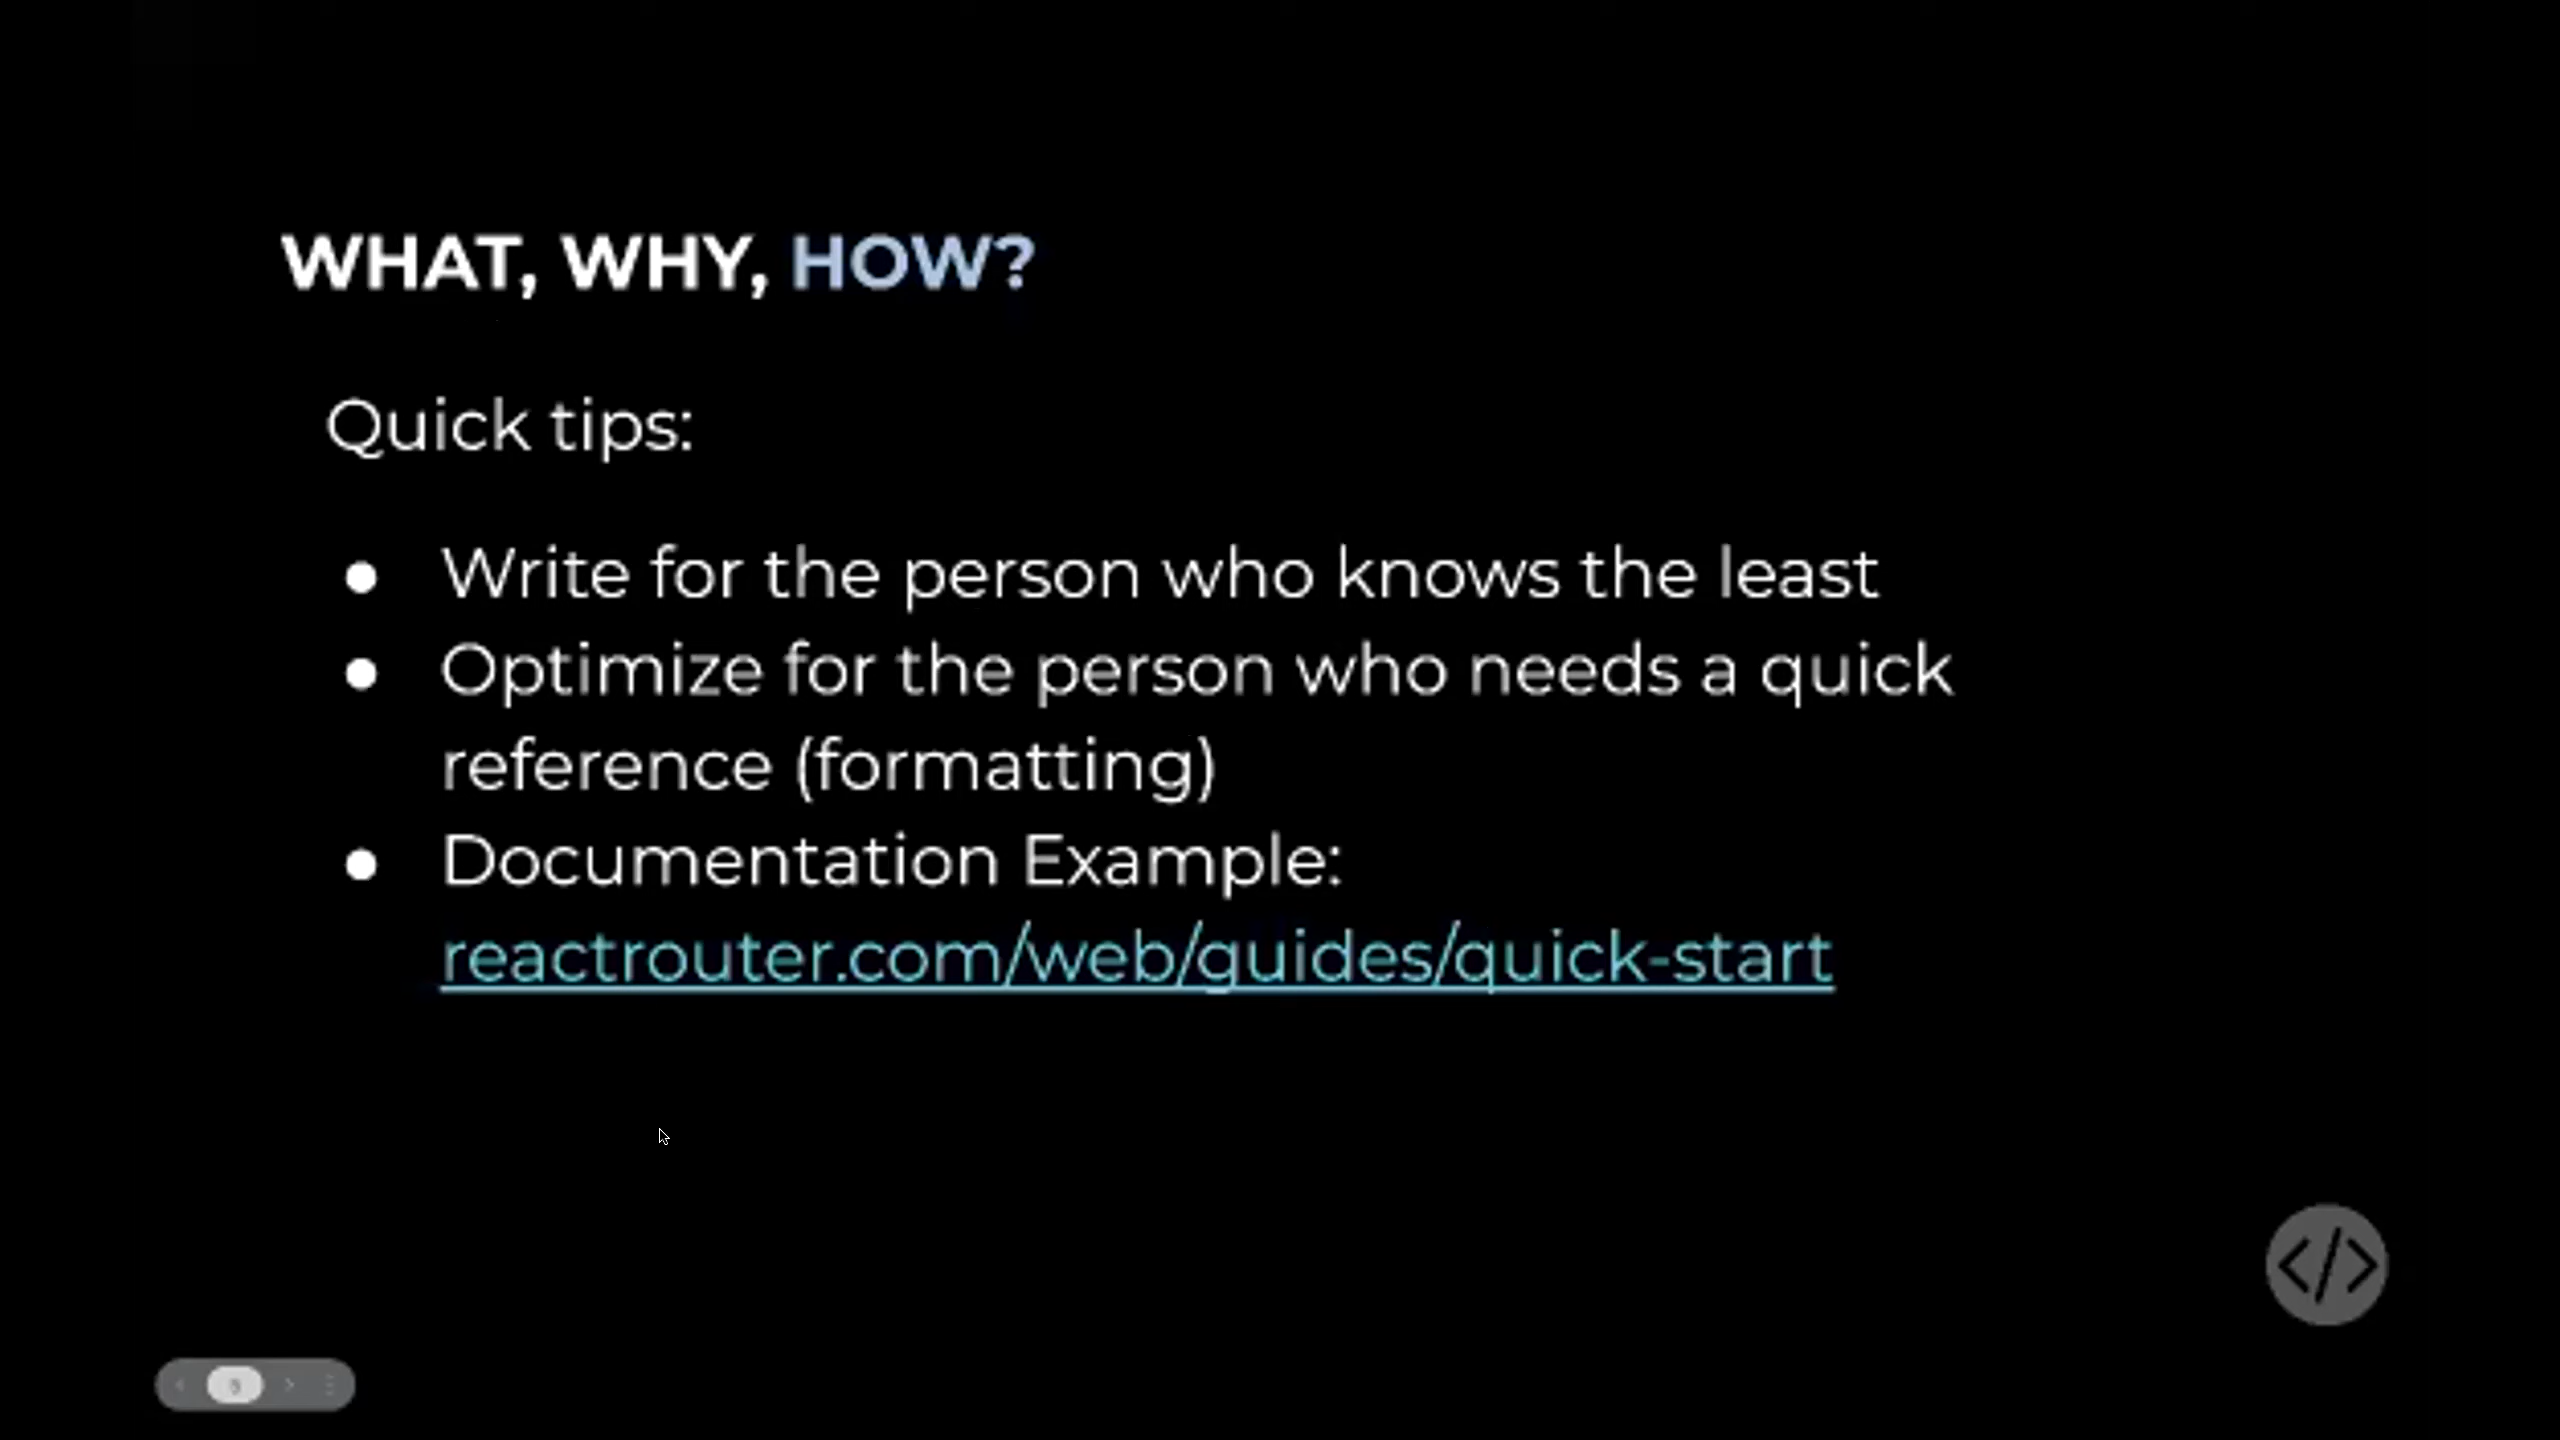 WHAT, WHY, HOW?
Quick tips:
● Write for the person who knows the least
● Optimize for the person who needs a quick
reference (formatting)
● Documentation Example:
reactrouter.com/web/guides/quick-start
</>